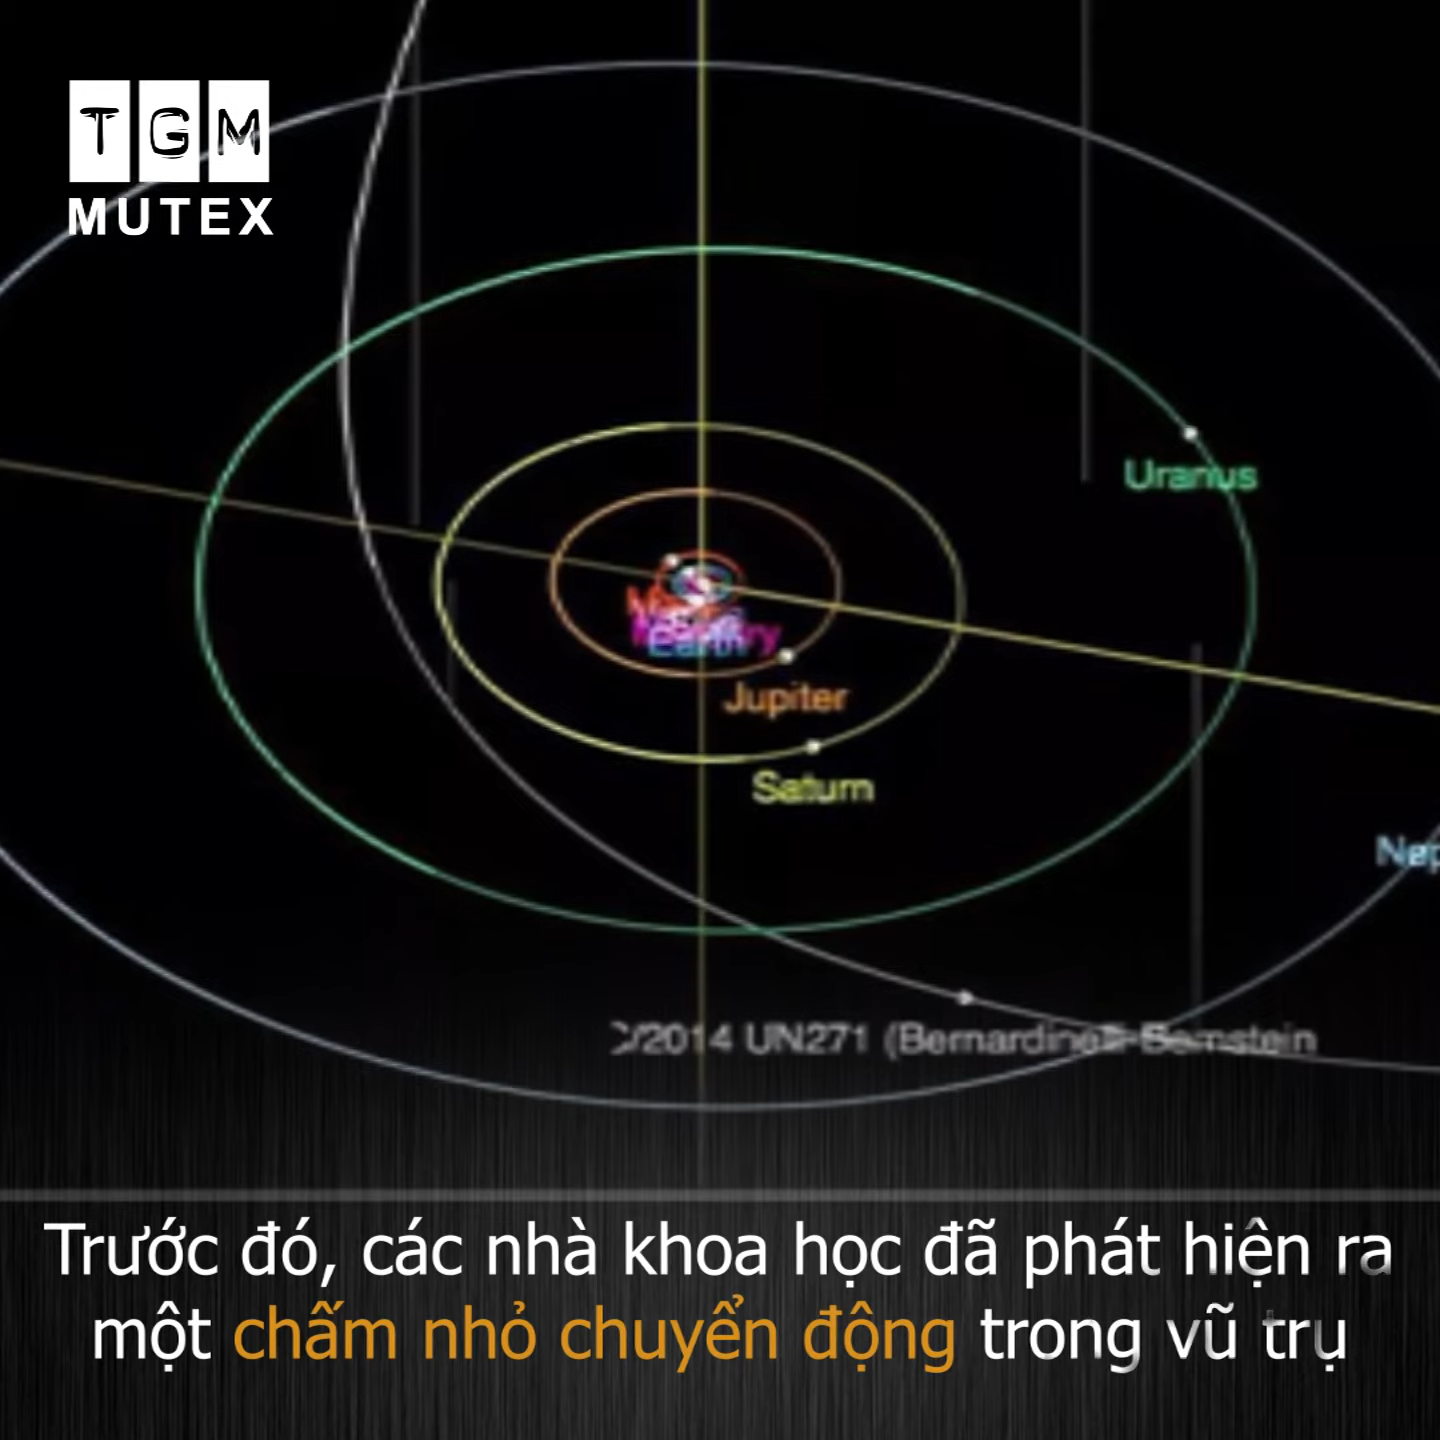 TGM
MUTEX
Uranus
Earth
Jupiter
Saturn
Nep
/2014 UN271 (Bernardinelli-Bernstein
Trước đó, các nhà khoa học đã phát hiện ra
một chấm nhỏ chuyển động trong vũ trụ